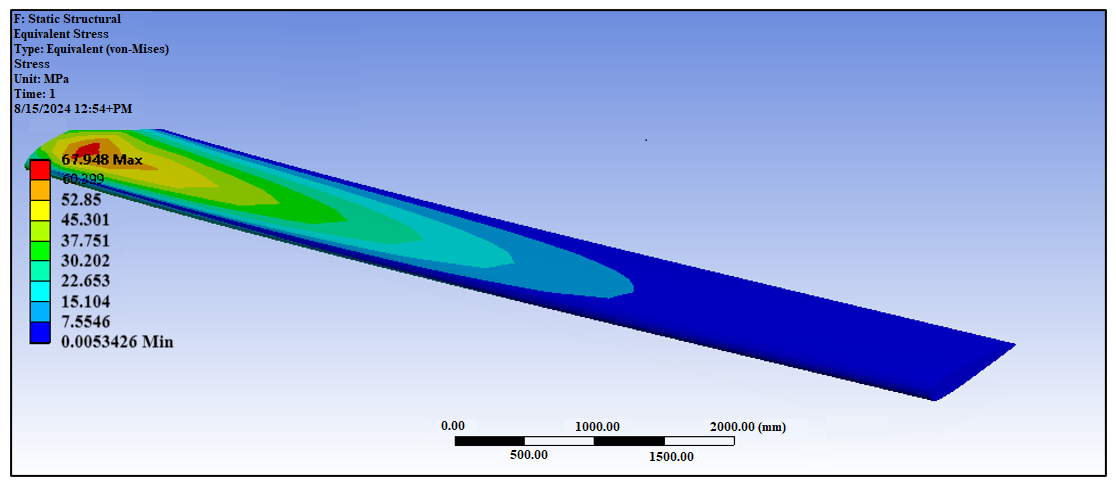 F: Static Structural
Equivalent Stress
Type: Equivalent (von-Mises)
Stress
Unit: MPa
Time: 1
8/15/2024 12:54+PM
67.948 Max
60.399
52.85
45.301
37.751
30.202
22.653
15.104
7.5546
0.0053426 Min
0.00 1000.00 2000.00 (mm)
500.00 1500.00